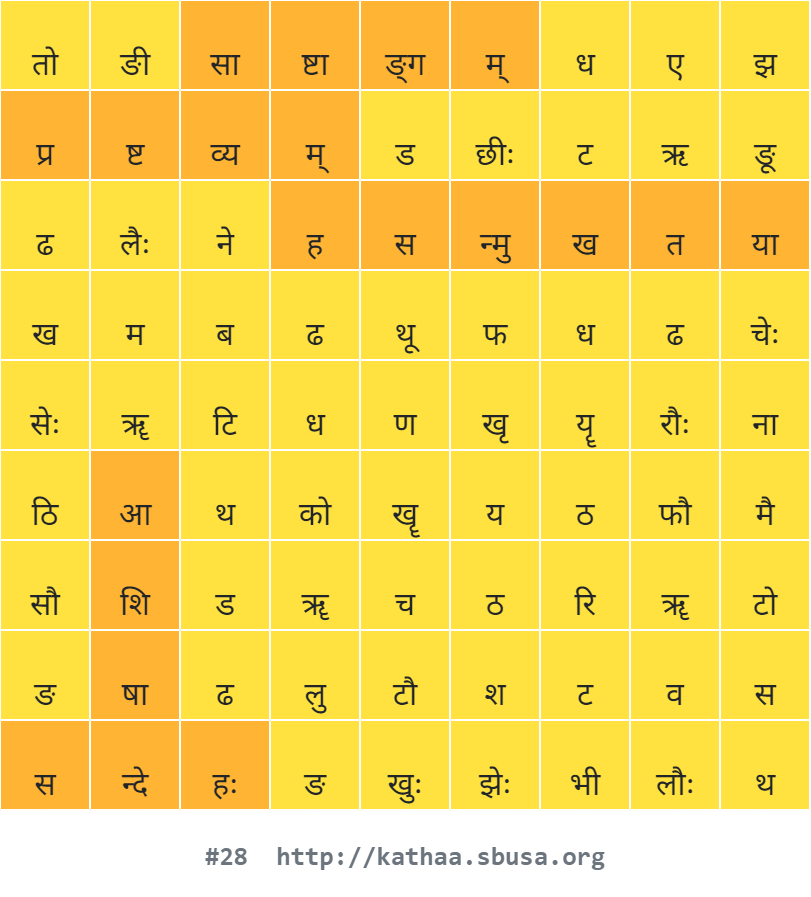 तो ङी सा ष्टा ङ्ग म् ध ए झ
प्र ष्ट व्य म् ड छीः ट ऋ ङू
ढ लैः ने ह स न्मु ख त या
ख म ब ढ थू फ ध ढ चेः
सेः ॠ टि ध ण खृ यॄ रौः ना
ठि आ थ को खॄ य ठ फौ मै
सौ शि ड ॠ च ठ रि ॠ टो
ङ षा ढ लु टौ श ट व स
स न्दे हः ङ खुः झेः भी लौः थ
#28 http://kathaa.sbusa.org